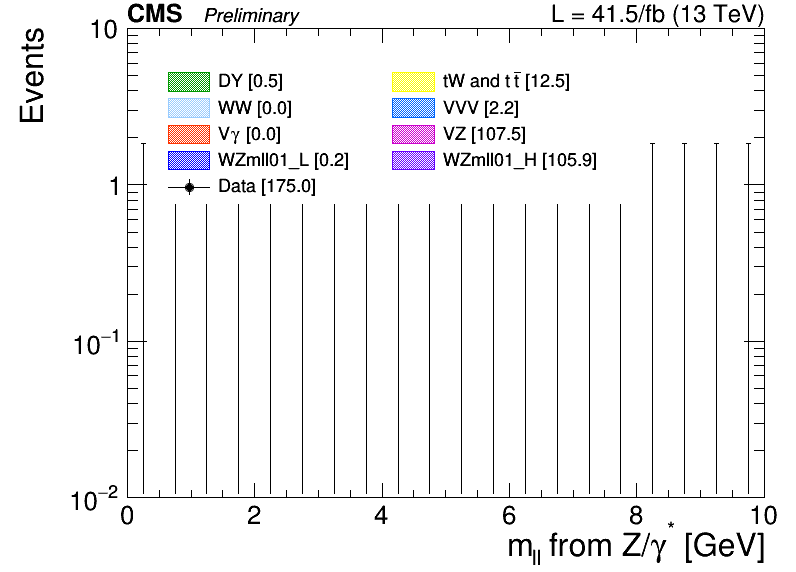 CMS Preliminary L = 41.5/fb (13 TeV)
Events
10
1
10⁻¹
10⁻²
DY [0.5]
tW and tt̄ [12.5]
WW [0.0]
VVV [2.2]
Vγ [0.0]
VZ [107.5]
WZmll01_L [0.2]
WZmll01_H [105.9]
Data [175.0]
0 2 4 6 8 10
m_ll from Z/γ* [GeV]